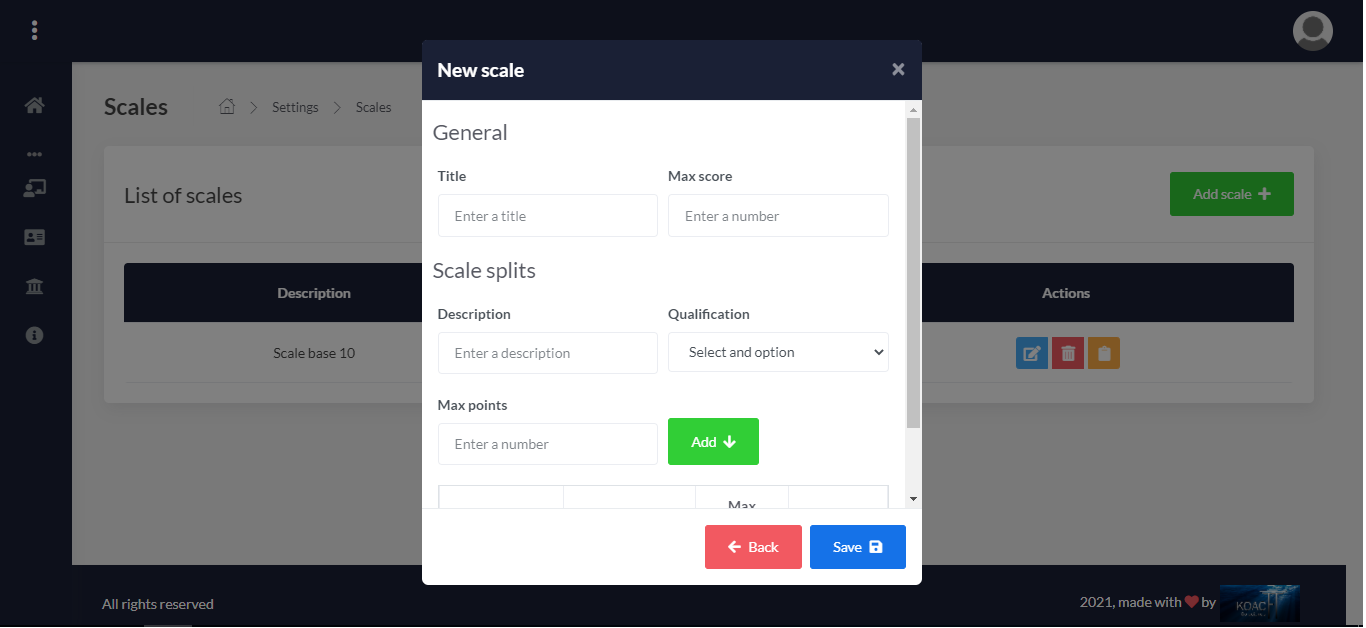 New scale
Scales
Settings
Scales
General
Title
Max score
List of scales
Add scale
Enter a title
Enter a number
Scale splits
Description
Actions
Description
Qualification
Scale base 10
Enter a description
Select and option
Max points
Enter a number
Add
Max
Back
Save
All rights reserved
2021, made with by
KOAC